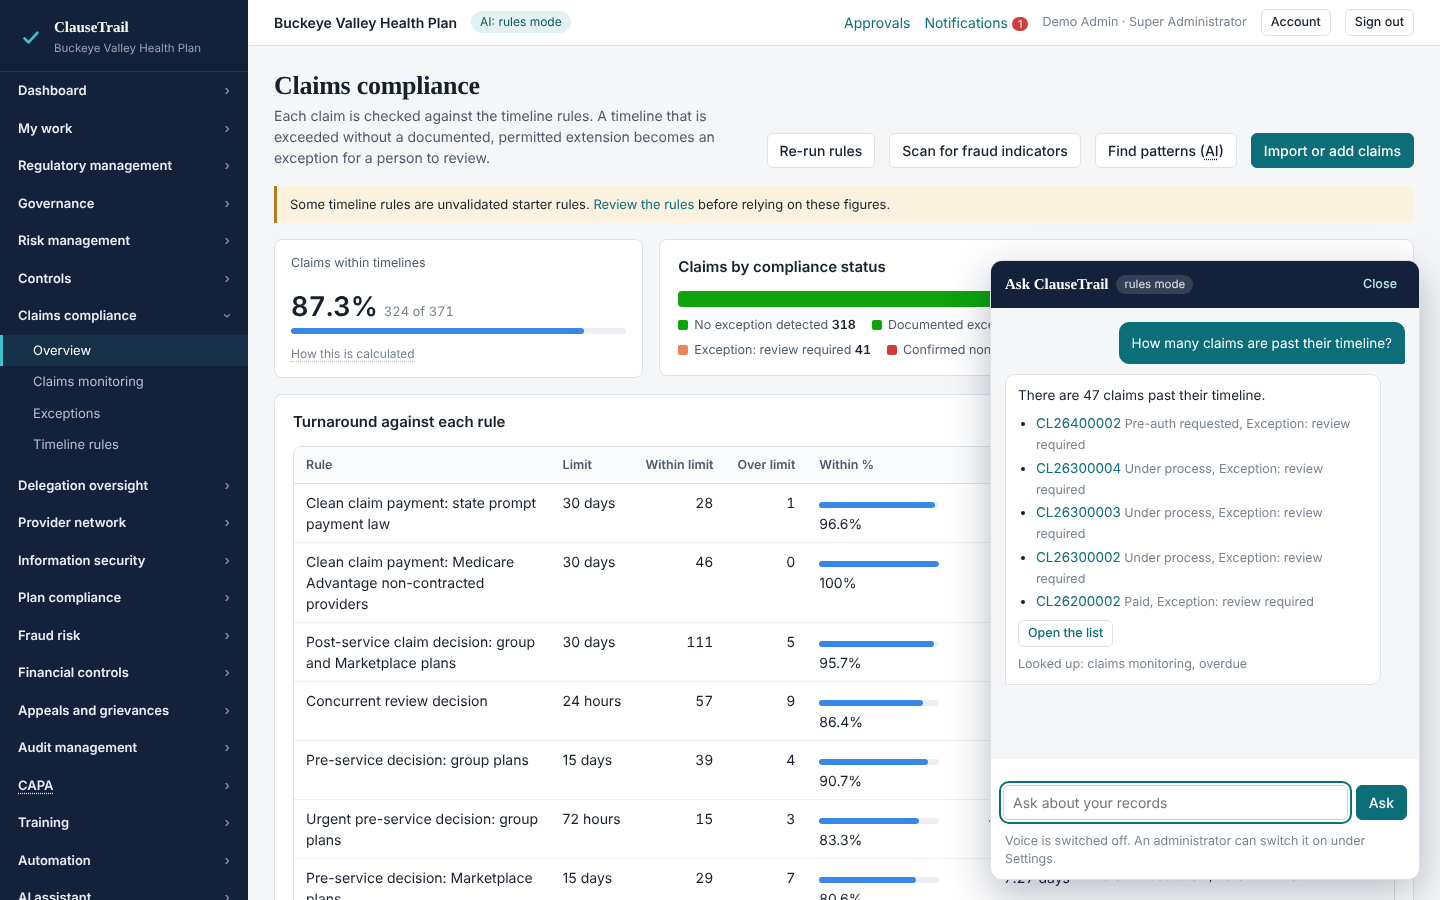 ClauseTrail
Buckeye Valley Health Plan
Dashboard
My work
Regulatory management
Governance
Risk management
Controls
Claims compliance
Overview
Claims monitoring
Exceptions
Timeline rules
Delegation oversight
Provider network
Information security
Plan compliance
Fraud risk
Financial controls
Appeals and grievances
Audit management
CAPA
Training
Automation
AI assistant
Buckeye Valley Health Plan AI: rules mode
Approvals Notifications 1 Demo Admin · Super Administrator Account Sign out
Claims compliance
Each claim is checked against the timeline rules. A timeline that is
exceeded without a documented, permitted extension becomes an
exception for a person to review.
Re-run rules Scan for fraud indicators Find patterns (AI) Import or add claims
Some timeline rules are unvalidated starter rules. Review the rules before relying on these figures.
Claims within timelines
87.3% 324 of 371
How this is calculated
Claims by compliance status
No exception detected 318 Documented exce
Exception: review required 41 Confirmed non
Turnaround against each rule
Rule Limit Within limit Over limit Within %
Clean claim payment: state prompt
payment law
30 days 28 1
96.6%
Clean claim payment: Medicare
Advantage non-contracted
providers
30 days 46 0
100%
Post-service claim decision: group
and Marketplace plans
30 days 111 5
95.7%
Concurrent review decision 24 hours 57 9
86.4%
Pre-service decision: group plans 15 days 39 4
90.7%
Urgent pre-service decision: group
plans
72 hours 15 3
83.3%
Pre-service decision: Marketplace
plans
15 days 29 7
80.6%
Ask ClauseTrail rules mode Close
How many claims are past their timeline?
There are 47 claims past their timeline.
CL26400002 Pre-auth requested, Exception: review
required
CL26300004 Under process, Exception: review
required
CL26300003 Under process, Exception: review
required
CL26300002 Under process, Exception: review
required
CL26200002 Paid, Exception: review required
Open the list
Looked up: claims monitoring, overdue
Ask about your records Ask
Voice is switched off. An administrator can switch it on under
Settings.
7.27 days